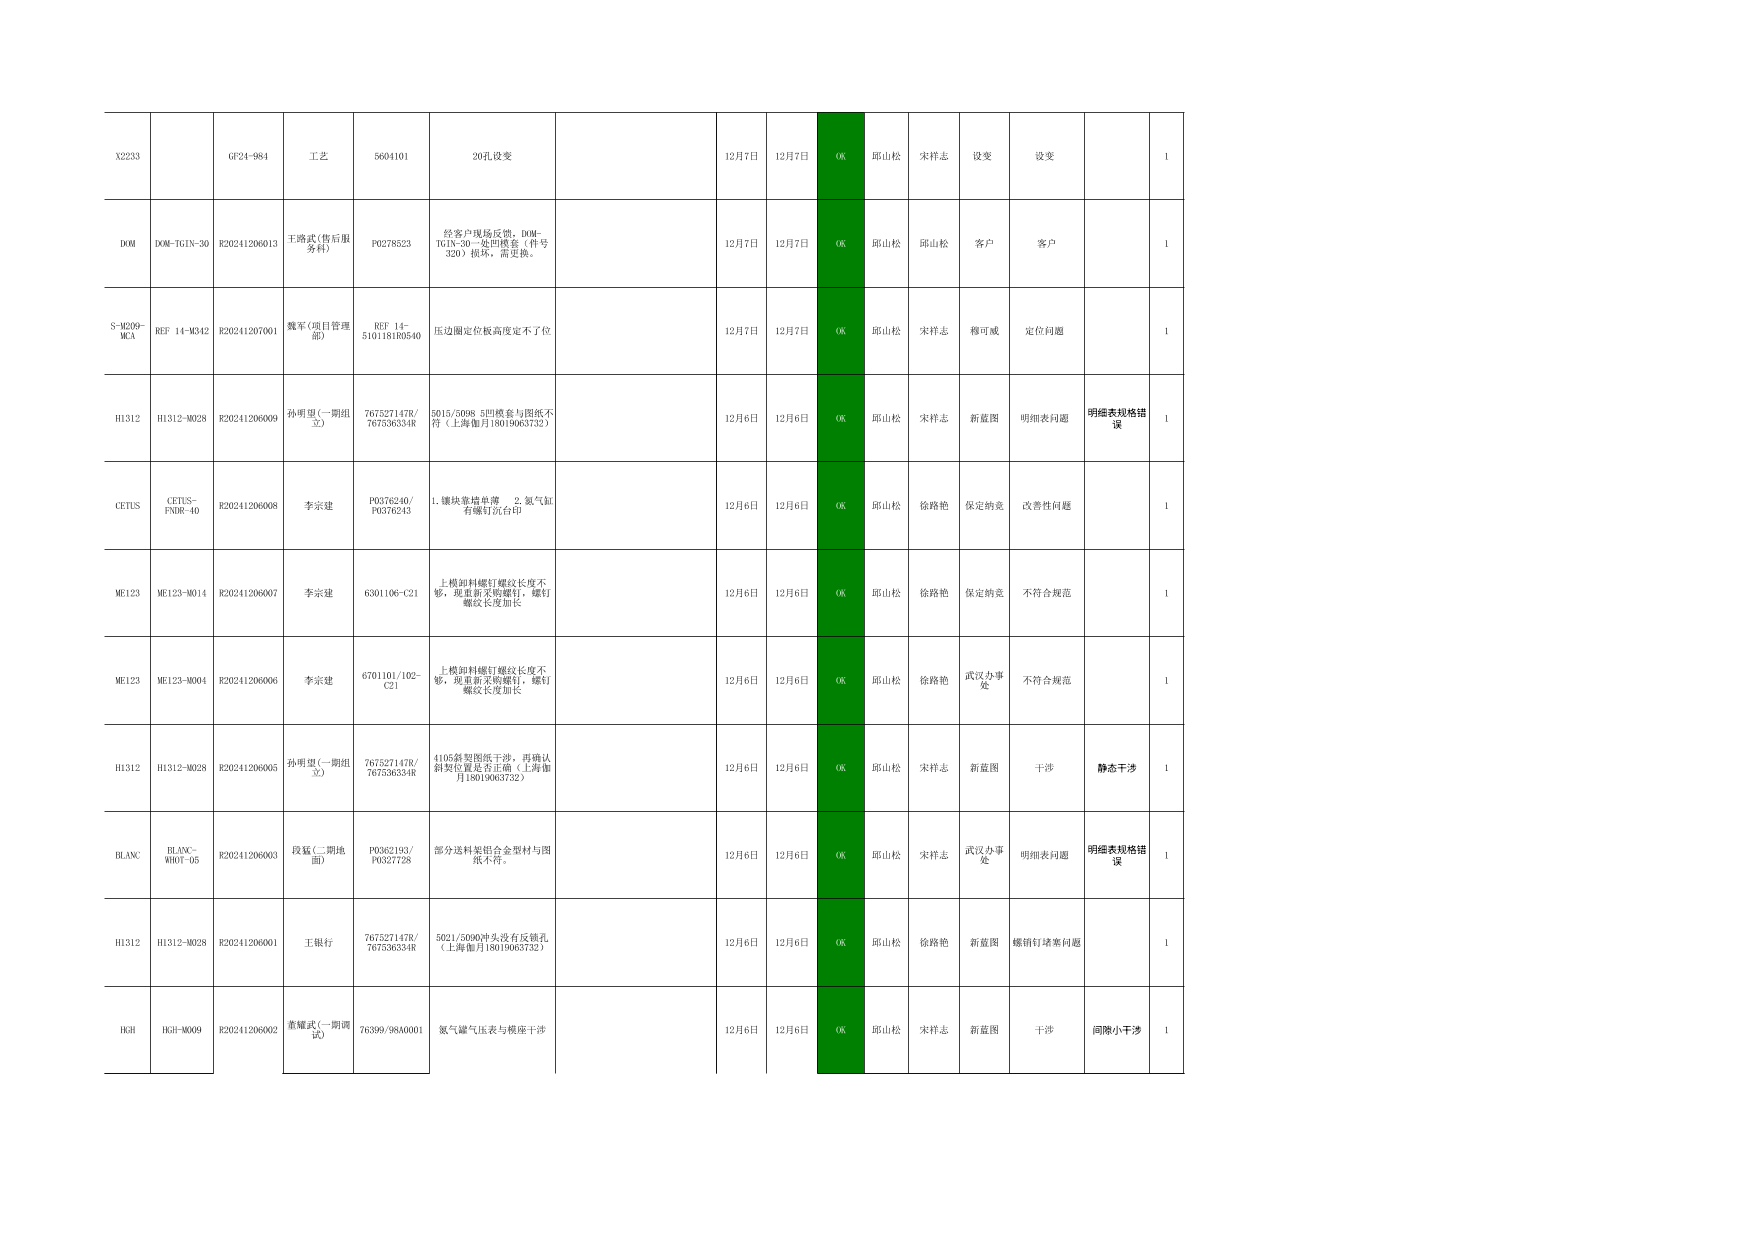 X2233 GF24-984 工艺 5604101 20孔设变 12月7日 12月7日 OK 邱山松 宋祥志 设变 设变 1
DOM DOM-TGIN-30 R20241206013 王路武(售后服
务科) P0278523 经客户现场反馈，DOM-
TGIN-30一处凹模套（件号
320）损坏，需更换。 12月7日 12月7日 OK 邱山松 邱山松 客户 客户 1
S-M209-
MCA REF 14-M342 R20241207001 魏军(项目管理
部) REF 14-
5101181R0540 压边圈定位板高度定不了位 12月7日 12月7日 OK 邱山松 宋祥志 穆可威 定位问题 1
H1312 H1312-M028 R20241206009 孙明望(一期组
立) 767527147R/
767536334R 5015/5098 5凹模套与图纸不
符（上海伽月18019063732） 12月6日 12月6日 OK 邱山松 宋祥志 新蓝图 明细表问题 明细表规格错
误 1
CETUS CETUS-
FNDR-40 R20241206008 李宗建 P0376240/
P0376243 1.镶块靠墙单薄 2.氮气缸
有螺钉沉台印 12月6日 12月6日 OK 邱山松 徐路艳 保定纳竞 改善性问题 1
ME123 ME123-M014 R20241206007 李宗建 6301106-C21 上模卸料螺钉螺纹长度不
够，现重新采购螺钉，螺钉
螺纹长度加长 12月6日 12月6日 OK 邱山松 徐路艳 保定纳竞 不符合规范 1
ME123 ME123-M004 R20241206006 李宗建 6701101/102-
C21 上模卸料螺钉螺纹长度不
够，现重新采购螺钉，螺钉
螺纹长度加长 12月6日 12月6日 OK 邱山松 徐路艳 武汉办事
处 不符合规范 1
H1312 H1312-M028 R20241206005 孙明望(一期组
立) 767527147R/
767536334R 4105斜契图纸干涉，再确认
斜契位置是否正确（上海伽
月18019063732） 12月6日 12月6日 OK 邱山松 宋祥志 新蓝图 干涉 静态干涉 1
BLANC BLANC-
WHOT-05 R20241206003 段猛(二期地
面) P0362193/
P0327728 部分送料架铝合金型材与图
纸不符。 12月6日 12月6日 OK 邱山松 宋祥志 武汉办事
处 明细表问题 明细表规格错
误 1
H1312 H1312-M028 R20241206001 王银行 767527147R/
767536334R 5021/5090冲头没有反锁孔
（上海伽月18019063732） 12月6日 12月6日 OK 邱山松 徐路艳 新蓝图 螺销钉堵塞问题 1
HGH HGH-M009 R20241206002 董耀武(一期调
试) 76399/98A0001 氮气罐气压表与模座干涉 12月6日 12月6日 OK 邱山松 宋祥志 新蓝图 干涉 间隙小干涉 1